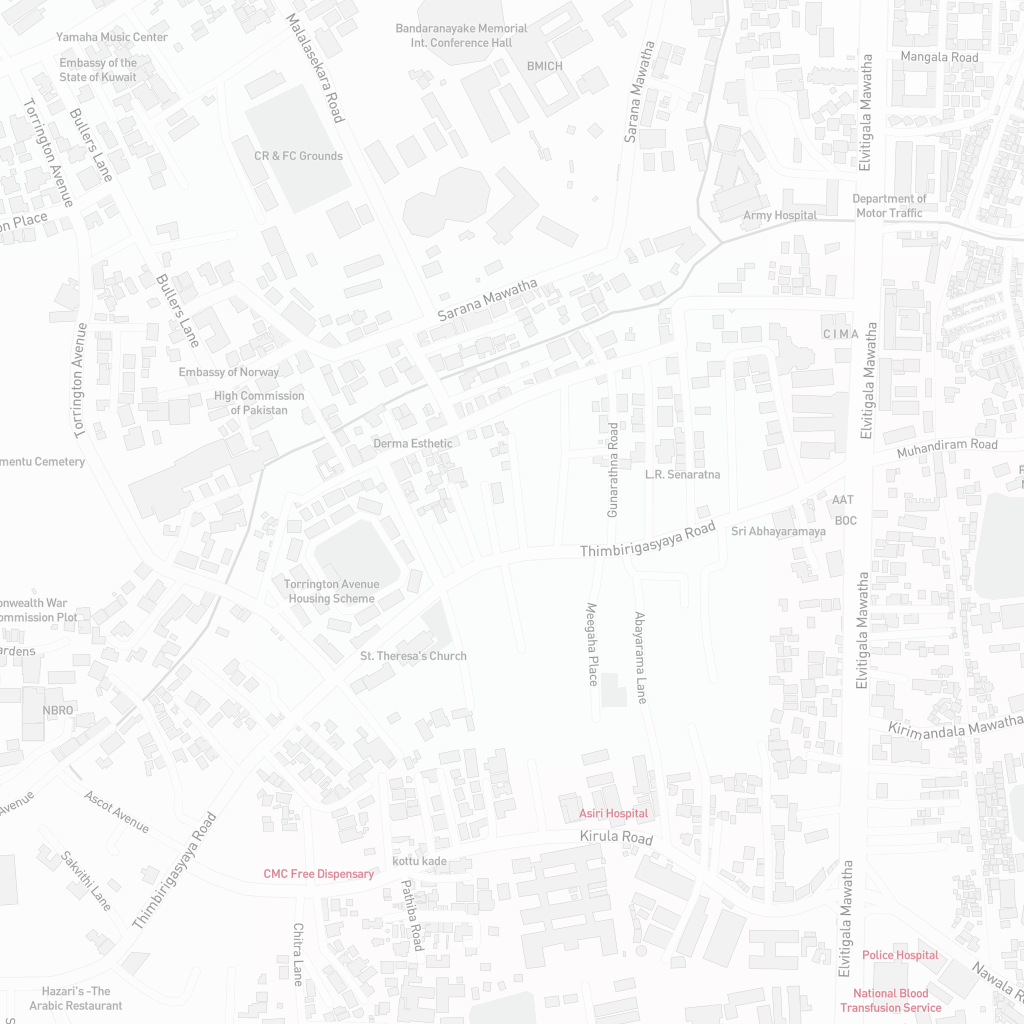 Yamaha Music Center
Embassy of the
State of Kuwait
Malalasekara Road
Bandaranayake Memorial
Int. Conference Hall
BMICH
Sarana Mawatha
Mangala Road
Elvitigala Mawatha
Torrington Avenue
Bullers Lane
CR & FC Grounds
on Place
Army Hospital
Department of
Motor Traffic
Bullers Lane
Sarana Mawatha
Torrington Avenue
Embassy of Norway
High Commission
of Pakistan
C I M A
Elvitigala Mawatha
Derma Esthetic
Gunarathna Road
L.R. Senaratna
Muhandiram Road
mentu Cemetery
AAT
BOC
Thimbirigasyaya Road
Sri Abhayaramaya
Torrington Avenue
Housing Scheme
onwealth War
ommission Plot
ardens
Meegaha Place
Abayarama Lane
Elvitigala Mawatha
St. Theresa's Church
NBRO
Kirimandala Mawatha
Avenue
Ascot Avenue
Asiri Hospital
Kirula Road
Thimbirigasyaya Road
Sakvithi Lane
CMC Free Dispensary
kottu kade
Pathiba Road
Chitra Lane
Elvitigala Mawatha
Police Hospital
Nawala Ro
Hazari's -The
Arabic Restaurant
National Blood
Transfusion Service